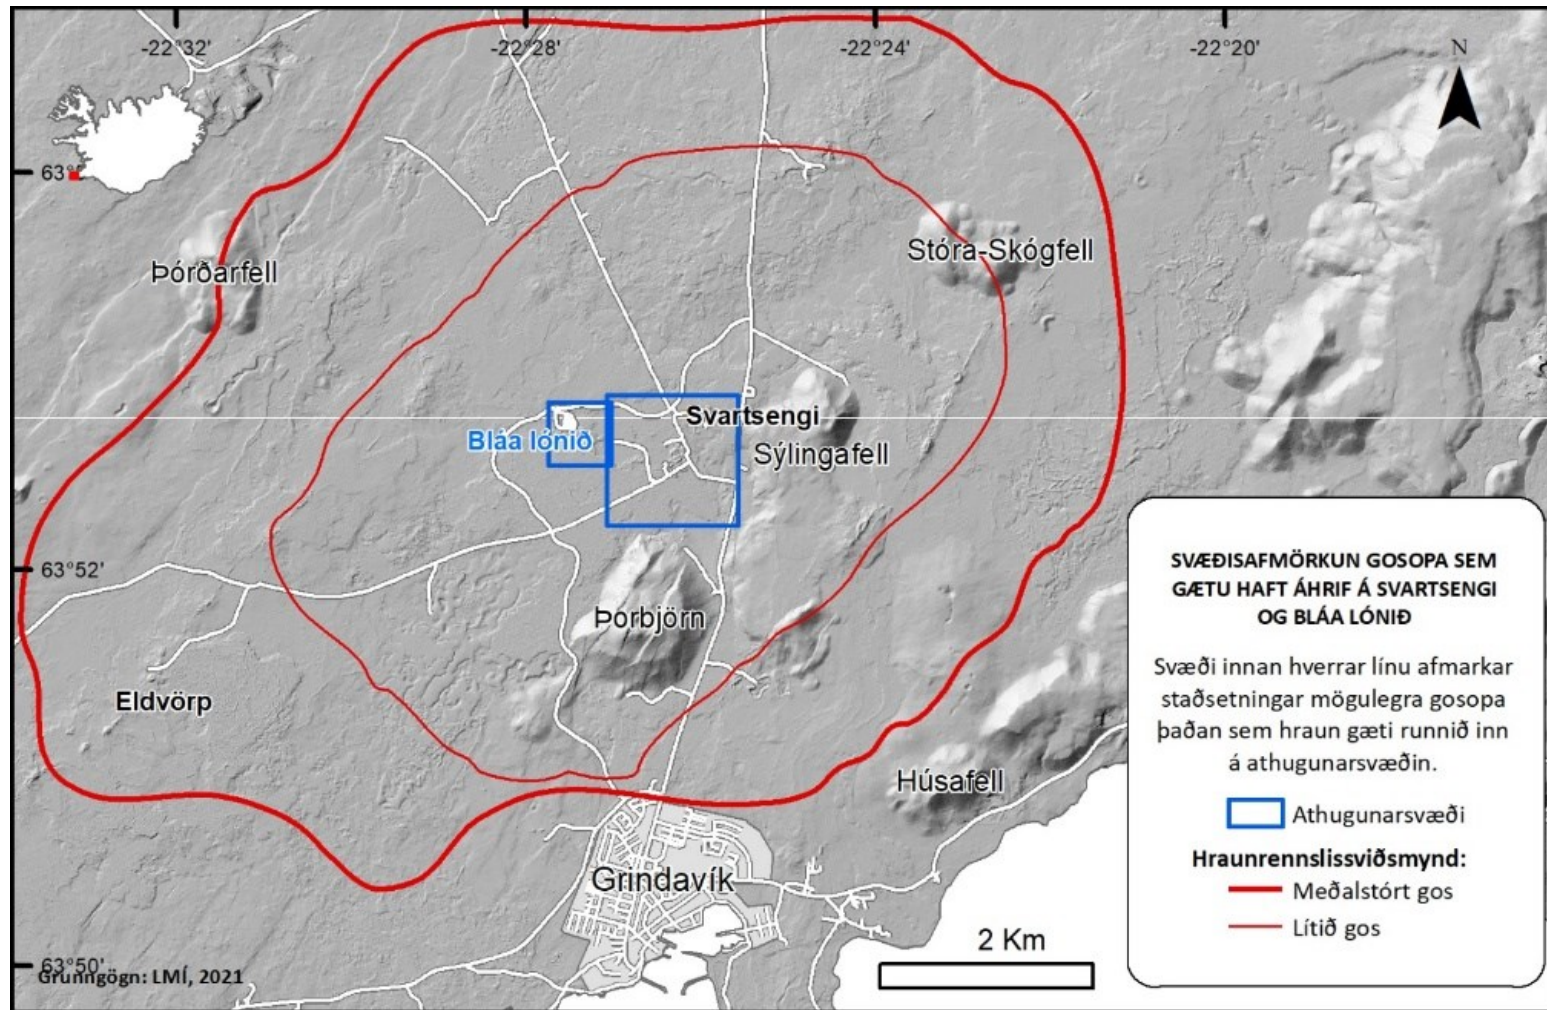 -22°32'
-22°28'
-22°24'
-22°20'
N
63°
Stóra-Skógfell
Þórðarfell
Svartsengi
Bláa lónið
Sýlingafell
63°52'
Þorbjörn
Eldvörp
Húsafell
Grindavík
2 Km
63°50'
Grunngögn: LMÍ, 2021
SVÆÐISAFMÖRKUN GOSOPA SEM
GÆTU HAFT ÁHRIF Á SVARTSENGI
OG BLÁA LÓNIÐ
Svæði innan hverrar línu afmarkar
staðsetningar mögulegra gosopa
þaðan sem hraun gæti runnið inn
á athugunarsvæðin.
Athugunarsvæði
Hraunrennslissviðsmynd:
Meðalstórt gos
Lítið gos